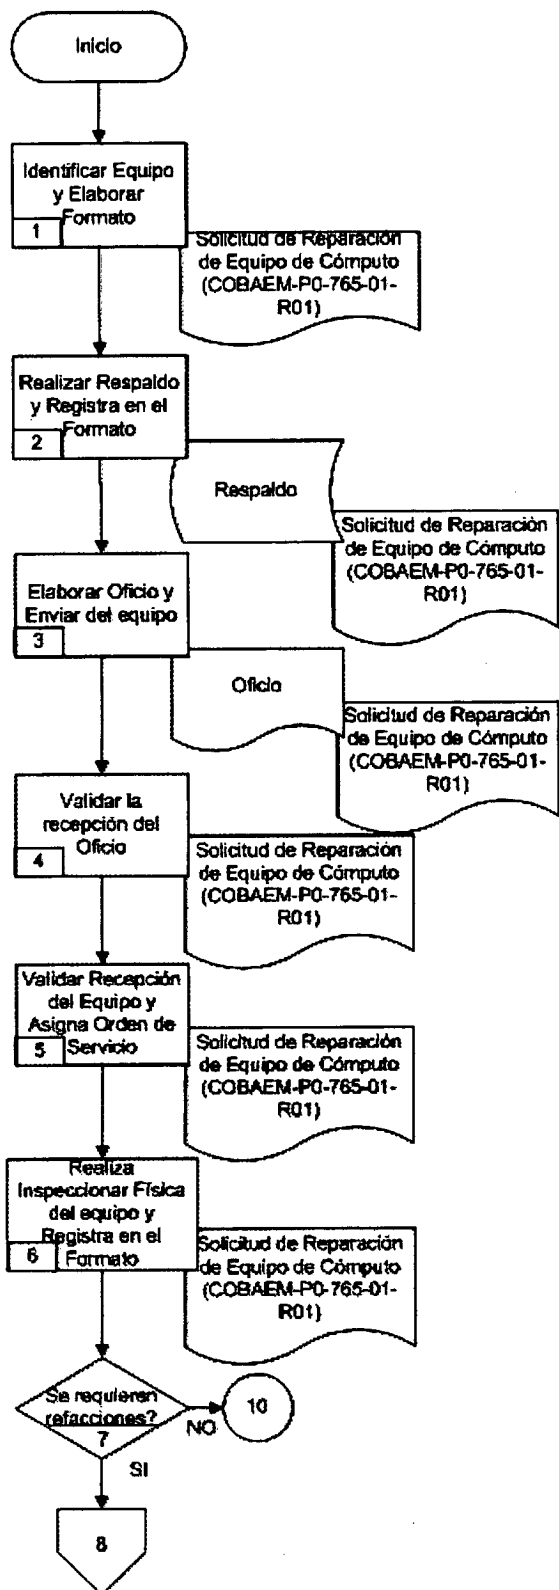 Inicio
Identificar Equipo
y Elaborar
Formato
1
Solicitud de Reparación
de Equipo de Cómputo
(COBAEM-P0-765-01-
R01)
Realizar Respaldo
y Registra en el
Formato
2
Respaldo
Solicitud de Reparación
de Equipo de Cómputo
(COBAEM-P0-765-01-
R01)
Elaborar Oficio y
Enviar del equipo
3
Oficio
Solicitud de Reparación
de Equipo de Cómputo
(COBAEM-P0-765-01-
R01)
Validar la
recepción del
Oficio
4
Solicitud de Reparación
de Equipo de Cómputo
(COBAEM-P0-765-01-
R01)
Validar Recepción
del Equipo y
Asigna Orden de
Servicio
5
Solicitud de Reparación
de Equipo de Cómputo
(COBAEM-P0-765-01-
R01)
Realiza
Inspeccionar Física
del equipo y
Registra en el
Formato
6
Solicitud de Reparación
de Equipo de Cómputo
(COBAEM-P0-765-01-
R01)
Se requieren
refacciones?
7
NO
10
SI
8